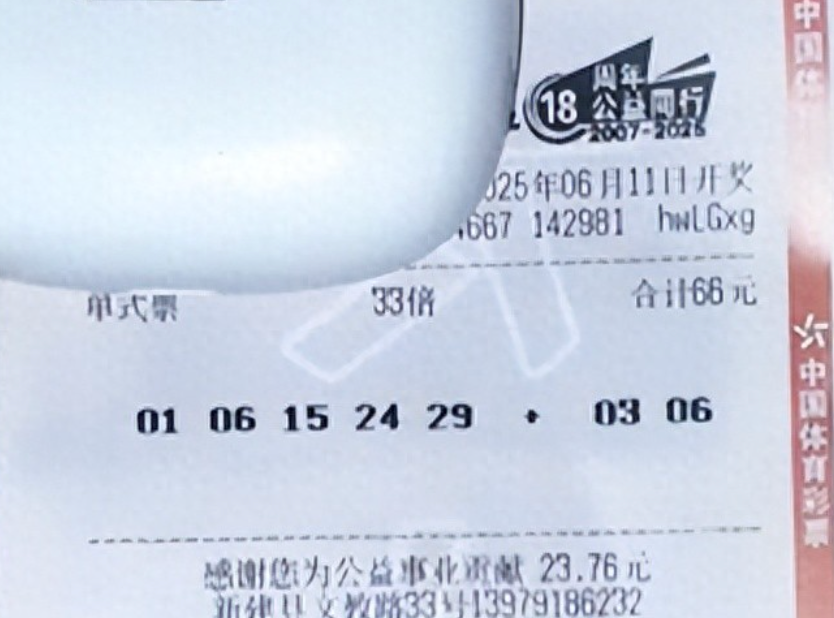 18 周年
公益同行
2007-2025
025年06月11日开奖
667 142981 hwLGxg
单式票 33倍 合计66元
01 06 15 24 29 + 03 06
感谢您为公益事业贡献 23.76元
新建县文教路33号13979186232
中国体
中国体育彩票